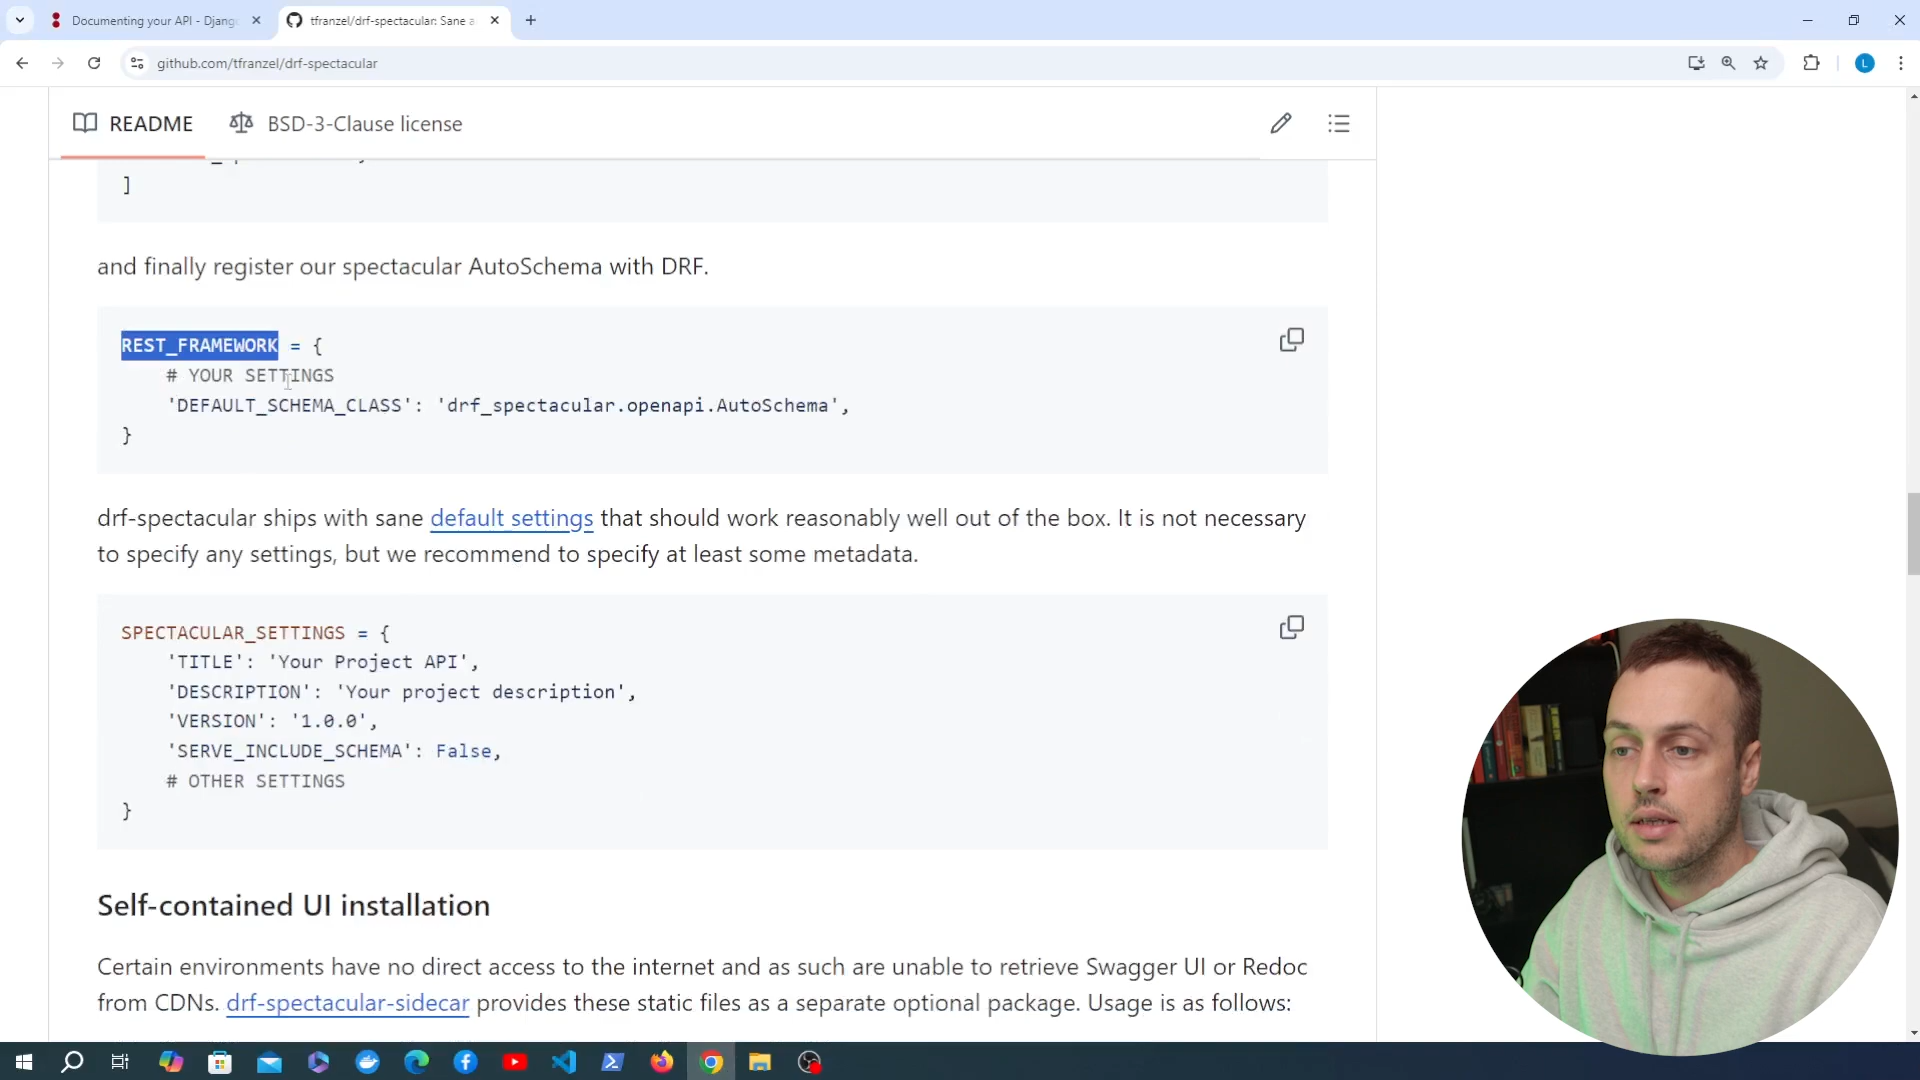 Documenting your API - Djang
tfranzel/drf-spectacular: Sane a
github.com/tfranzel/drf-spectacular
L
README
BSD-3-Clause license
]
and finally register our spectacular AutoSchema with DRF.
REST_FRAMEWORK = {
# YOUR SETTINGS
'DEFAULT_SCHEMA_CLASS': 'drf_spectacular.openapi.AutoSchema',
}
drf-spectacular ships with sane default settings that should work reasonably well out of the box. It is not necessary
to specify any settings, but we recommend to specify at least some metadata.
SPECTACULAR_SETTINGS = {
'TITLE': 'Your Project API',
'DESCRIPTION': 'Your project description',
'VERSION': '1.0.0',
'SERVE_INCLUDE_SCHEMA': False,
# OTHER SETTINGS
}
Self-contained UI installation
Certain environments have no direct access to the internet and as such are unable to retrieve Swagger UI or Redoc
from CDNs. drf-spectacular-sidecar provides these static files as a separate optional package. Usage is as follows: